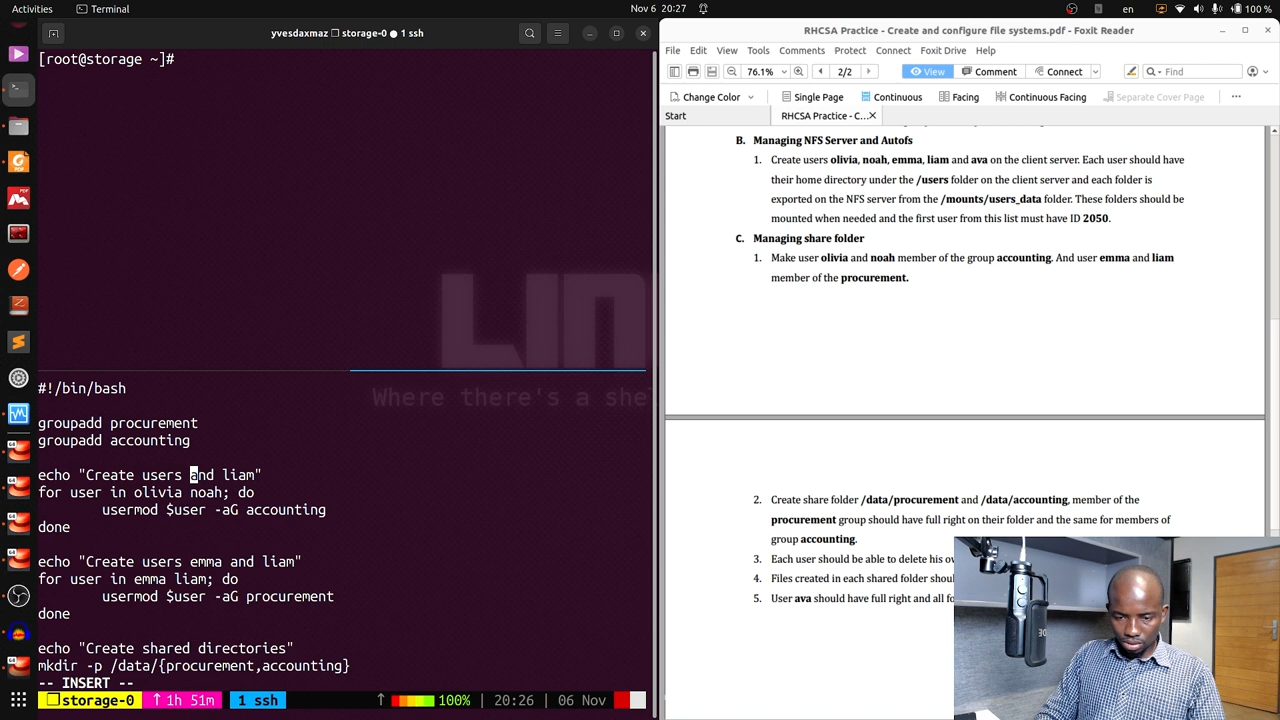 Activities
Terminal
Nov 6 20:27
100 %
yvesdaxmaz storage-0 ● 1 ssh
[root@storage ~]#
LIN
Where there's a she
#!/bin/bash
groupadd procurement
groupadd accounting
echo "Create users and liam"
for user in olivia noah; do
usermod $user -aG accounting
done
echo "Create users emma and liam"
for user in emma liam; do
usermod $user -aG procurement
done
echo "Create shared directories"
mkdir -p /data/{procurement,accounting}
-- INSERT --
storage-0 ↑ 1h 51m 1 ssh ↑ 100% | 20:26 | 06 Nov
RHCSA Practice - Create and configure file systems.pdf - Foxit Reader
File Edit View Tools Comments Protect Connect Foxit Drive Help
76.1% 2/2 View Comment Connect Find
Change Color Single Page Continuous Facing Continuous Facing Separate Cover Page ...
Start RHCSA Practice - C...
B. Managing NFS Server and Autofs
1. Create users olivia, noah, emma, liam and ava on the client server. Each user should have
their home directory under the /users folder on the client server and each folder is
exported on the NFS server from the /mounts/users_data folder. These folders should be
mounted when needed and the first user from this list must have ID 2050.
C. Managing share folder
1. Make user olivia and noah member of the group accounting. And user emma and liam
member of the procurement.
2. Create share folder /data/procurement and /data/accounting, member of the
procurement group should have full right on their folder and the same for members of
group accounting.
3. Each user should be able to delete his o
4. Files created in each shared folder shou
5. User ava should have full right and all fo